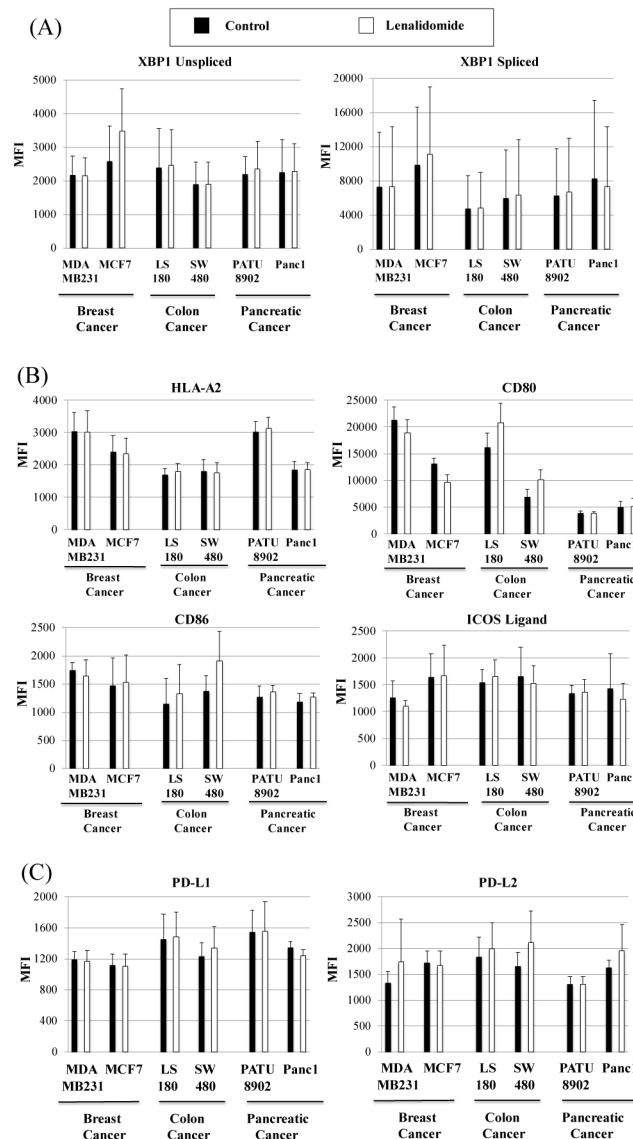 (A)
Control Lenalidomide
XBP1 Unspliced
MFI
5000
4000
3000
2000
1000
0
MDA MCF7 LS SW PATU Panc1
MB231 180 480 8902
Breast Colon Pancreatic
Cancer Cancer Cancer
XBP1 Spliced
MFI
20000
16000
12000
8000
4000
0
MDA MCF7 LS SW PATU Panc1
MB231 180 480 8902
Breast Colon Pancreatic
Cancer Cancer Cancer
(B)
HLA-A2
MFI
4000
3000
2000
1000
0
MDA MCF7 LS SW PATU Panc1
MB231 180 480 8902
Breast Colon Pancreatic
Cancer Cancer Cancer
CD80
MFI
25000
20000
15000
10000
5000
0
MDA MCF7 LS SW PATU Panc
MB231 180 480 8902
Breast Colon Pancreatic
Cancer Cancer Cancer
CD86
MFI
2500
2000
1500
1000
500
0
MDA MCF7 LS SW PATU Panc1
MB231 180 480 8902
Breast Colon Pancreatic
Cancer Cancer Cancer
ICOS Ligand
MFI
2500
2000
1500
1000
500
0
MDA MCF7 LS SW PATU Panc
MB231 180 480 8902
Breast Colon Pancreatic
Cancer Cancer Cancer
(C)
PD-L1
MFI
2000
1600
1200
800
400
0
MDA MCF7 LS SW PATU Panc1
MB231 180 480 8902
Breast Colon Pancreatic
Cancer Cancer Cancer
PD-L2
MFI
3000
2500
2000
1500
1000
500
0
MDA MCF7 LS SW PATU Panc1
MB231 180 480 8902
Breast Colon Pancreatic
Cancer Cancer Cancer